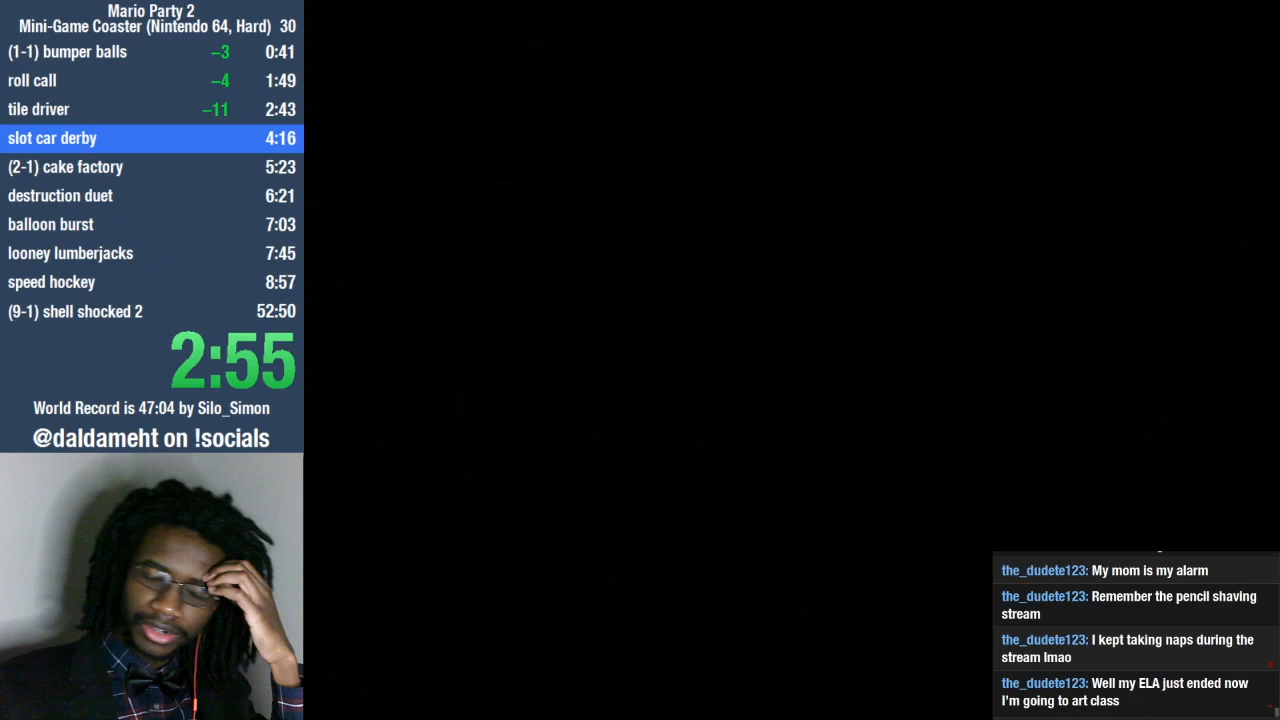 Mario Party 2
Mini-Game Coaster (Nintendo 64, Hard) 30
(1-1) bumper balls −3 0:41
roll call −4 1:49
tile driver −11 2:43
slot car derby 4:16
(2-1) cake factory 5:23
destruction duet 6:21
balloon burst 7:03
looney lumberjacks 7:45
speed hockey 8:57
(9-1) shell shocked 2 52:50
2:55
World Record is 47:04 by Silo_Simon
@daldameht on !socials
the_dudete123: My mom is my alarm
the_dudete123: Remember the pencil shaving
stream
the_dudete123: I kept taking naps during the
stream lmao
the_dudete123: Well my ELA just ended now
I'm going to art class